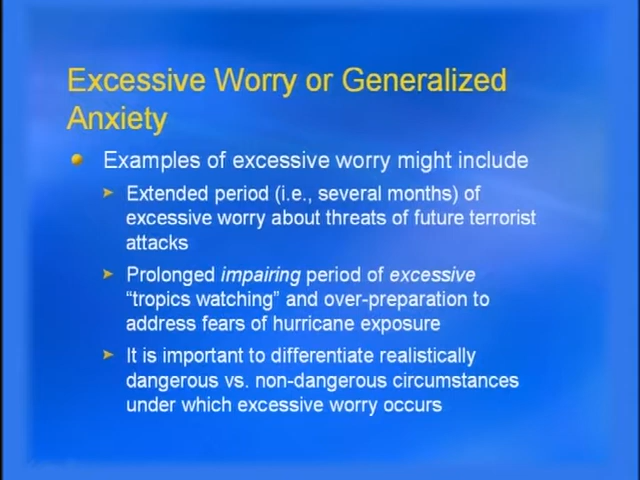 Excessive Worry or Generalized
Anxiety
Examples of excessive worry might include
Extended period (i.e., several months) of
excessive worry about threats of future terrorist
attacks
Prolonged impairing period of excessive
“tropics watching” and over-preparation to
address fears of hurricane exposure
It is important to differentiate realistically
dangerous vs. non-dangerous circumstances
under which excessive worry occurs